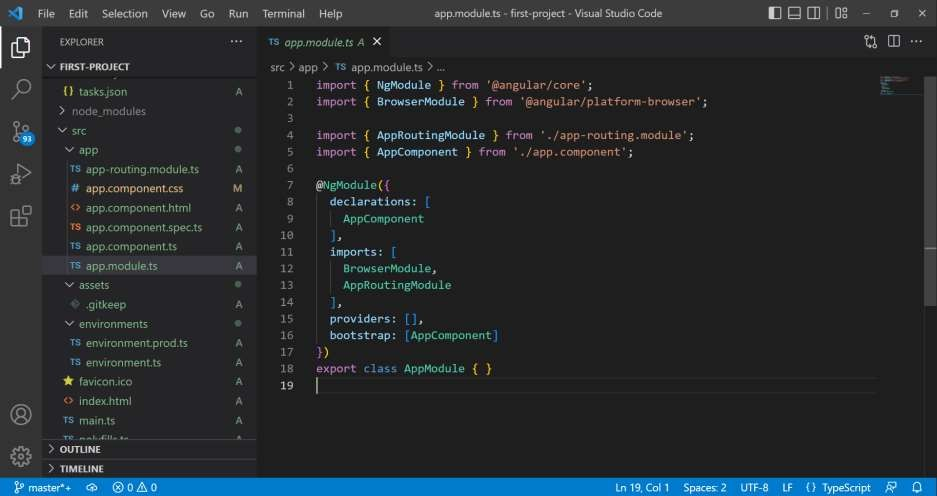 File Edit Selection View Go Run Terminal Help
app.module.ts - first-project - Visual Studio Code
EXPLORER
FIRST-PROJECT
{} tasks.json A
node_modules
src
app
TS app-routing.module.ts A
# app.component.css M
<> app.component.html A
TS app.component.spec.ts A
TS app.component.ts A
TS app.module.ts A
assets
.gitkeep A
environments
TS environment.prod.ts A
TS environment.ts A
favicon.ico A
<> index.html A
TS main.ts A
TS polyfills.ts A
OUTLINE
TIMELINE
93
TS app.module.ts A
src > app > TS app.module.ts > ...
1 import { NgModule } from '@angular/core';
2 import { BrowserModule } from '@angular/platform-browser';
3
4 import { AppRoutingModule } from './app-routing.module';
5 import { AppComponent } from './app.component';
6
7 @NgModule({
8 declarations: [
9 AppComponent
10 ],
11 imports: [
12 BrowserModule,
13 AppRoutingModule
14 ],
15 providers: [],
16 bootstrap: [AppComponent]
17 })
18 export class AppModule { }
19
master*+ 0 0 Ln 19, Col 1 Spaces: 2 UTF-8 LF {} TypeScript